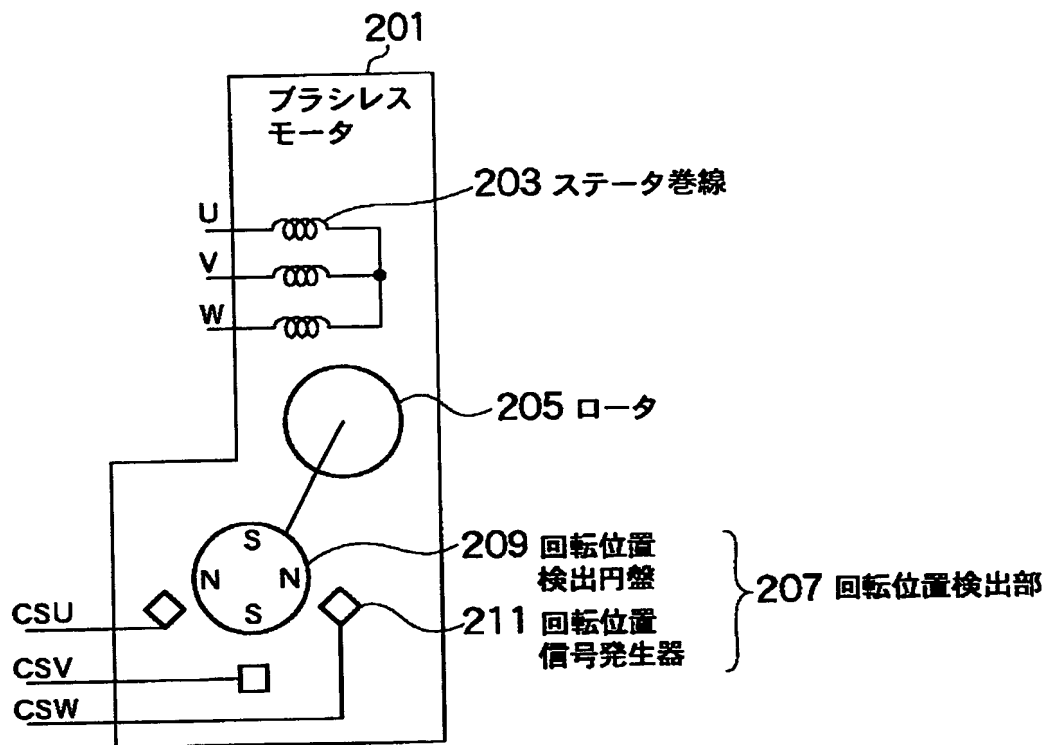 201
ブラシレス
モータ
203 ステータ巻線
U
V
W
205 ロータ
S
N N
S
209 回転位置
検出円盤
207 回転位置検出部
211 回転位置
信号発生器
CSU
CSV
CSW